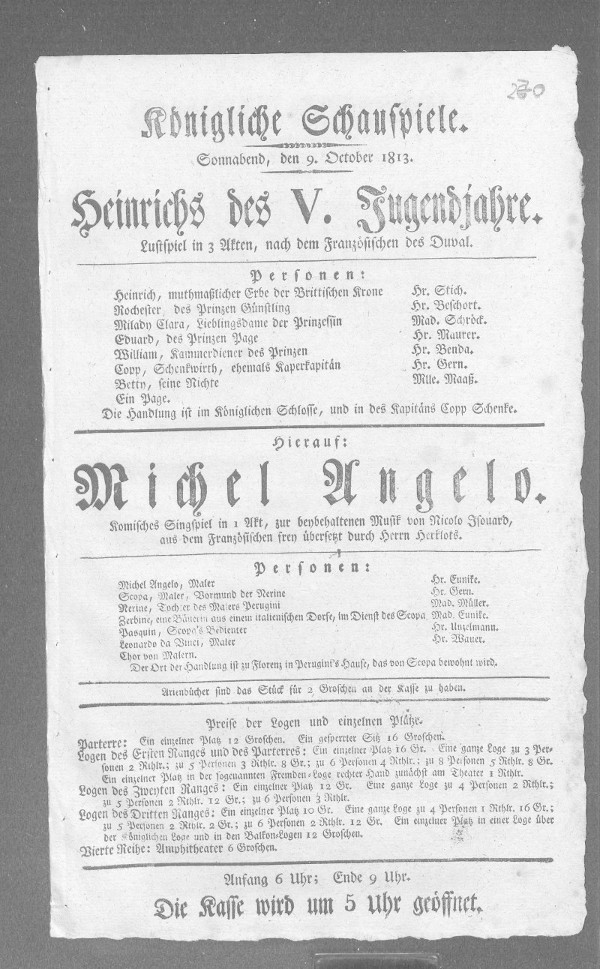 230
Königliche Schauspiele.
Sonnabend, den 9. October 1813.
Heinrichs des V. Jugendjahre.
Lustspiel in 3 Akten, nach dem Französischen des Duval.
Personen:
Heinrich, muthmaßlicher Erbe der Brittischen Krone Hr. Stich.
Rochester, des Prinzen Günstling Hr. Beschort.
Milady Clara, Lieblingsdame der Prinzessin Mad. Schröck.
Eduard, des Prinzen Page Hr. Maurer.
William, Kammerdiener des Prinzen Hr. Benda.
Copp, Schenkwirth, ehemals Kaperkapitán Hr. Gern.
Betty, seine Nichte Mlle. Maaß.
Ein Page.
Die Handlung ist im Königlichen Schlosse, und in des Kapitäns Copp Schenke.
Hierauf:
Michel Angelo.
Komisches Singspiel in 1 Akt, zur beybehaltenen Musik von Nicolo Isouard,
aus dem Französischen frey übersetzt durch Herrn Herklots.
Personen:
Michel Angelo, Maler Hr. Eunike.
Scopa, Maler, Vormund der Nerine Hr. Gern.
Nerine, Tochter des Malers Perugini Mad. Müller.
Zerbine, eine Bäuerin aus einem italienischen Dorfe, im Dienst des Scopa Mad. Eunike.
Pasquin, Scopa's Bedienter Hr. Unzelmann.
Leonardo da Vinci, Maler Hr. Wauer.
Chor von Malern.
Der Ort der Handlung ist zu Florenz in Perugini's Hause, das von Scopa bewohnt wird.
Arienbücher sind das Stück für 2 Groschen an der Kasse zu haben.
Preise der Logen und einzelnen Plätze.
Parterre: Ein einzelner Platz 12 Groschen. Ein gesperrter Sitz 16 Groschen.
Logen des Ersten Ranges und des Parterres: Ein einzelner Platz 16 Gr. Eine ganze Loge zu 3 Per-
sonen 2 Rthlr.; zu 5 Personen 3 Rthlr. 8 Gr.; zu 6 Personen 4 Rthlr.; zu 8 Personen 5 Rthlr. 8 Gr.
Ein einzelner Platz in der sogenannten Fremden-Loge rechter Hand zunächst am Theater 1 Rthlr.
Logen des Zweyten Ranges: Ein einzelner Platz 12 Gr. Eine ganze Loge zu 4 Personen 2 Rthlr.;
zu 5 Personen 2 Rthlr. 12 Gr.; zu 6 Personen 3 Rthlr.
Logen des Dritten Ranges: Ein einzelner Platz 10 Gr. Eine ganze Loge zu 4 Personen 1 Rthlr. 16 Gr.;
zu 5 Personen 2 Rthlr. 2 Gr.; zu 6 Personen 2 Rthlr. 12 Gr. Ein einzelner Platz in einer Loge über
der Königlichen Loge und in den Balkon-Logen 12 Groschen.
Vierte Reihe: Amphitheater 6 Groschen.
Anfang 6 Uhr; Ende 9 Uhr.
Die Kasse wird um 5 Uhr geöffnet.